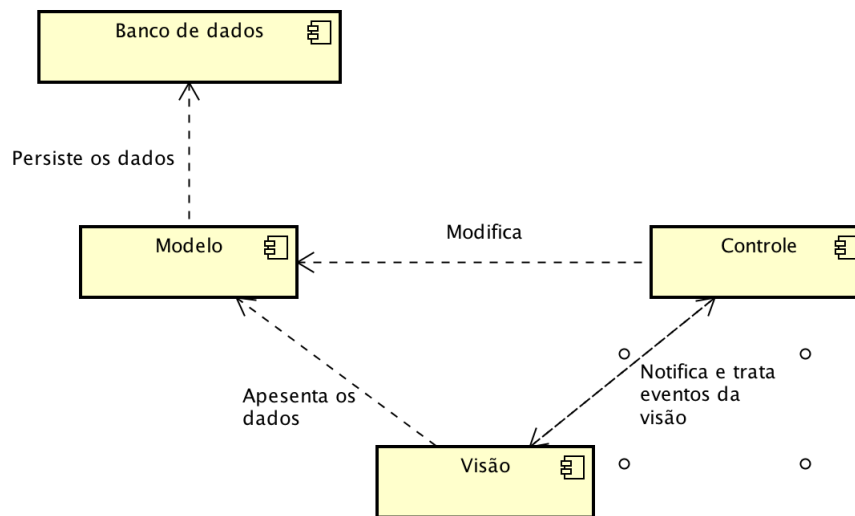 Banco de dados
Persiste os dados
Modifica
Modelo
Controle
Notifica e trata
eventos da
visão
Apesenta os
dados
Visão